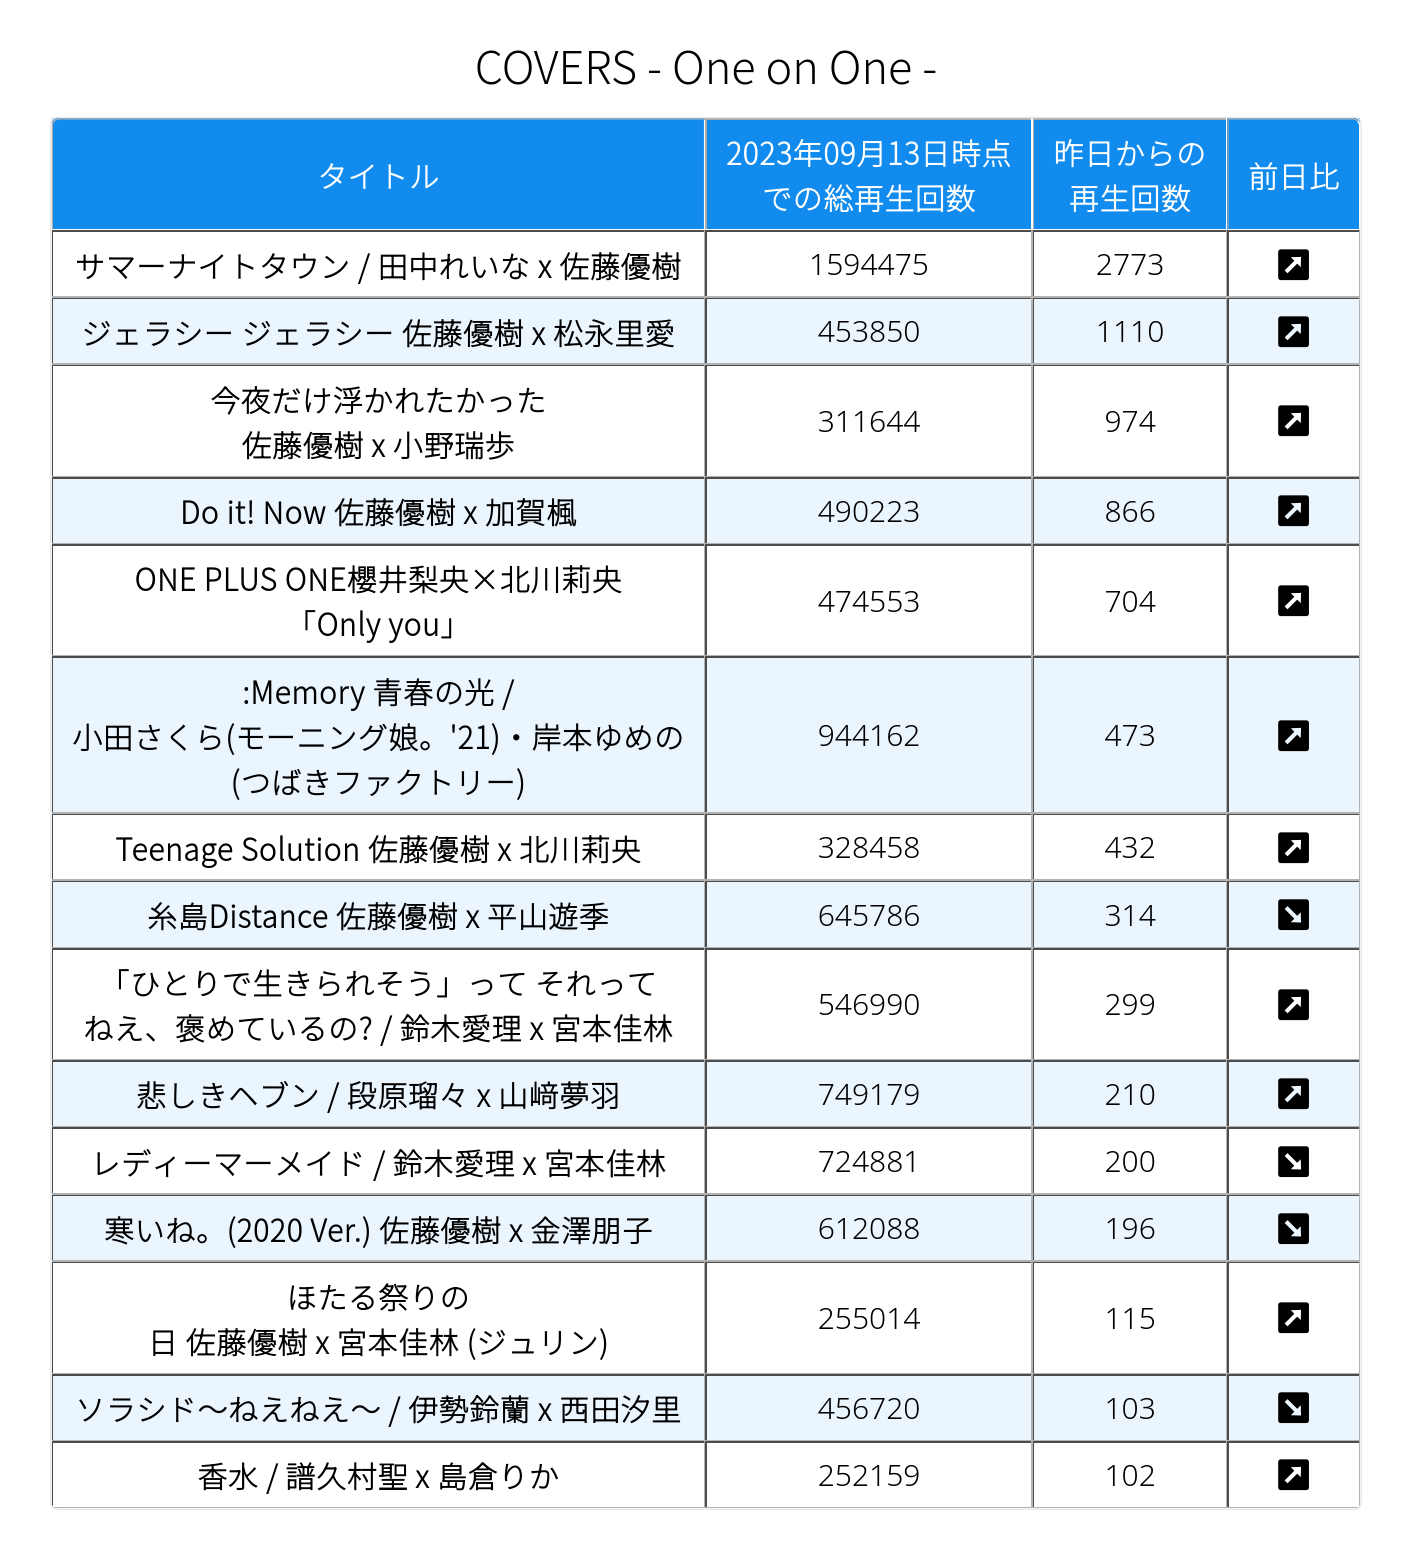 COVERS - One on One -
タイトル
2023年09月13日時点
での総再生回数
昨日からの
再生回数
前日比
サマーナイトタウン / 田中れいな x 佐藤優樹
1594475
2773
ジェラシー ジェラシー 佐藤優樹 x 松永里愛
453850
1110
今夜だけ浮かれたかった
佐藤優樹 x 小野瑞歩
311644
974
Do it! Now 佐藤優樹 x 加賀楓
490223
866
ONE PLUS ONE櫻井梨央×北川莉央
「Only you」
474553
704
:Memory 青春の光 /
小田さくら(モーニング娘。'21)・岸本ゆめの
(つばきファクトリー)
944162
473
Teenage Solution 佐藤優樹 x 北川莉央
328458
432
糸島Distance 佐藤優樹 x 平山遊季
645786
314
「ひとりで生きられそう」って それって
ねえ、褒めているの? / 鈴木愛理 x 宮本佳林
546990
299
悲しきヘブン / 段原瑠々 x 山﨑夢羽
749179
210
レディーマーメイド / 鈴木愛理 x 宮本佳林
724881
200
寒いね。(2020 Ver.) 佐藤優樹 x 金澤朋子
612088
196
ほたる祭りの
日 佐藤優樹 x 宮本佳林 (ジュリン)
255014
115
ソラシド〜ねえねえ〜 / 伊勢鈴蘭 x 西田汐里
456720
103
香水 / 譜久村聖 x 島倉りか
252159
102